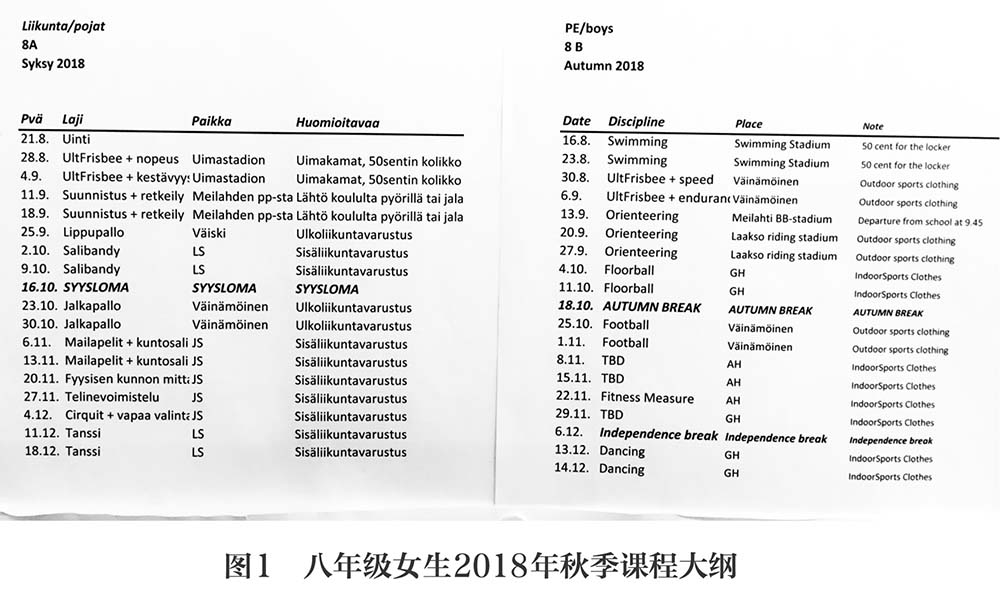 Liikunta/pojat
8A
Syksy 2018
Pvä Laji Paikka Huomioitavaa
21.8. Uinti
28.8. UltFrisbee + nopeus Uimastadion Uimakamat, 50sentin kolikko
4.9. UltFrisbee + kestävyys Uimastadion Uimakamat, 50sentin kolikko
11.9. Suunnistus + retkeily Meilahden pp-sta Lähtö koululta pyörillä tai jala
18.9. Suunnistus + retkeily Meilahden pp-sta Lähtö koululta pyörillä tai jala
25.9. Lippupallo Väiski Ulkoliikuntavarustus
2.10. Salibandy LS Sisäliikuntavarustus
9.10. Salibandy LS Sisäliikuntavarustus
16.10. SYYSLOMA SYYSLOMA SYYSLOMA
23.10. Jalkapallo Väinämöinen Ulkoliikuntavarustus
30.10. Jalkapallo Väinämöinen Ulkoliikuntavarustus
6.11. Mailapelit + kuntosali JS Sisäliikuntavarustus
13.11. Mailapelit + kuntosali JS Sisäliikuntavarustus
20.11. Fyysisen kunnon mitta JS Sisäliikuntavarustus
27.11. Telinevoimistelu JS Sisäliikuntavarustus
4.12. Cirquit + vapaa valinta JS Sisäliikuntavarustus
11.12. Tanssi LS Sisäliikuntavarustus
18.12. Tanssi LS Sisäliikuntavarustus
PE/boys
8 B
Autumn 2018
Date Discipline Place Note
16.8. Swimming Swimming Stadium 50 cent for the locker
23.8. Swimming Swimming Stadium 50 cent for the locker
30.8. UltFrisbee + speed Väinämöinen Outdoor sports clothing
6.9. UltFrisbee + enduran Väinämöinen Outdoor sports clothing
13.9. Orienteering Meilahti BB-stadium Departure from school at 9.45
20.9. Orienteering Laakso riding stadium Outdoor sports clothing
27.9. Orienteering Laakso riding stadium Outdoor sports clothing
4.10. Floorball GH IndoorSports Clothes
11.10. Floorball GH IndoorSports Clothes
18.10. AUTUMN BREAK AUTUMN BREAK AUTUMN BREAK
25.10. Football Väinämöinen Outdoor sports clothing
1.11. Football Väinämöinen Outdoor sports clothing
8.11. TBD AH IndoorSports Clothes
15.11. TBD AH IndoorSports Clothes
22.11. Fitness Measure AH IndoorSports Clothes
29.11. TBD GH IndoorSports Clothes
6.12. Independence break Independence break Independence break
13.12. Dancing GH IndoorSports Clothes
14.12. Dancing GH IndoorSports Clothes
图1 八年级女生2018年秋季课程大纲